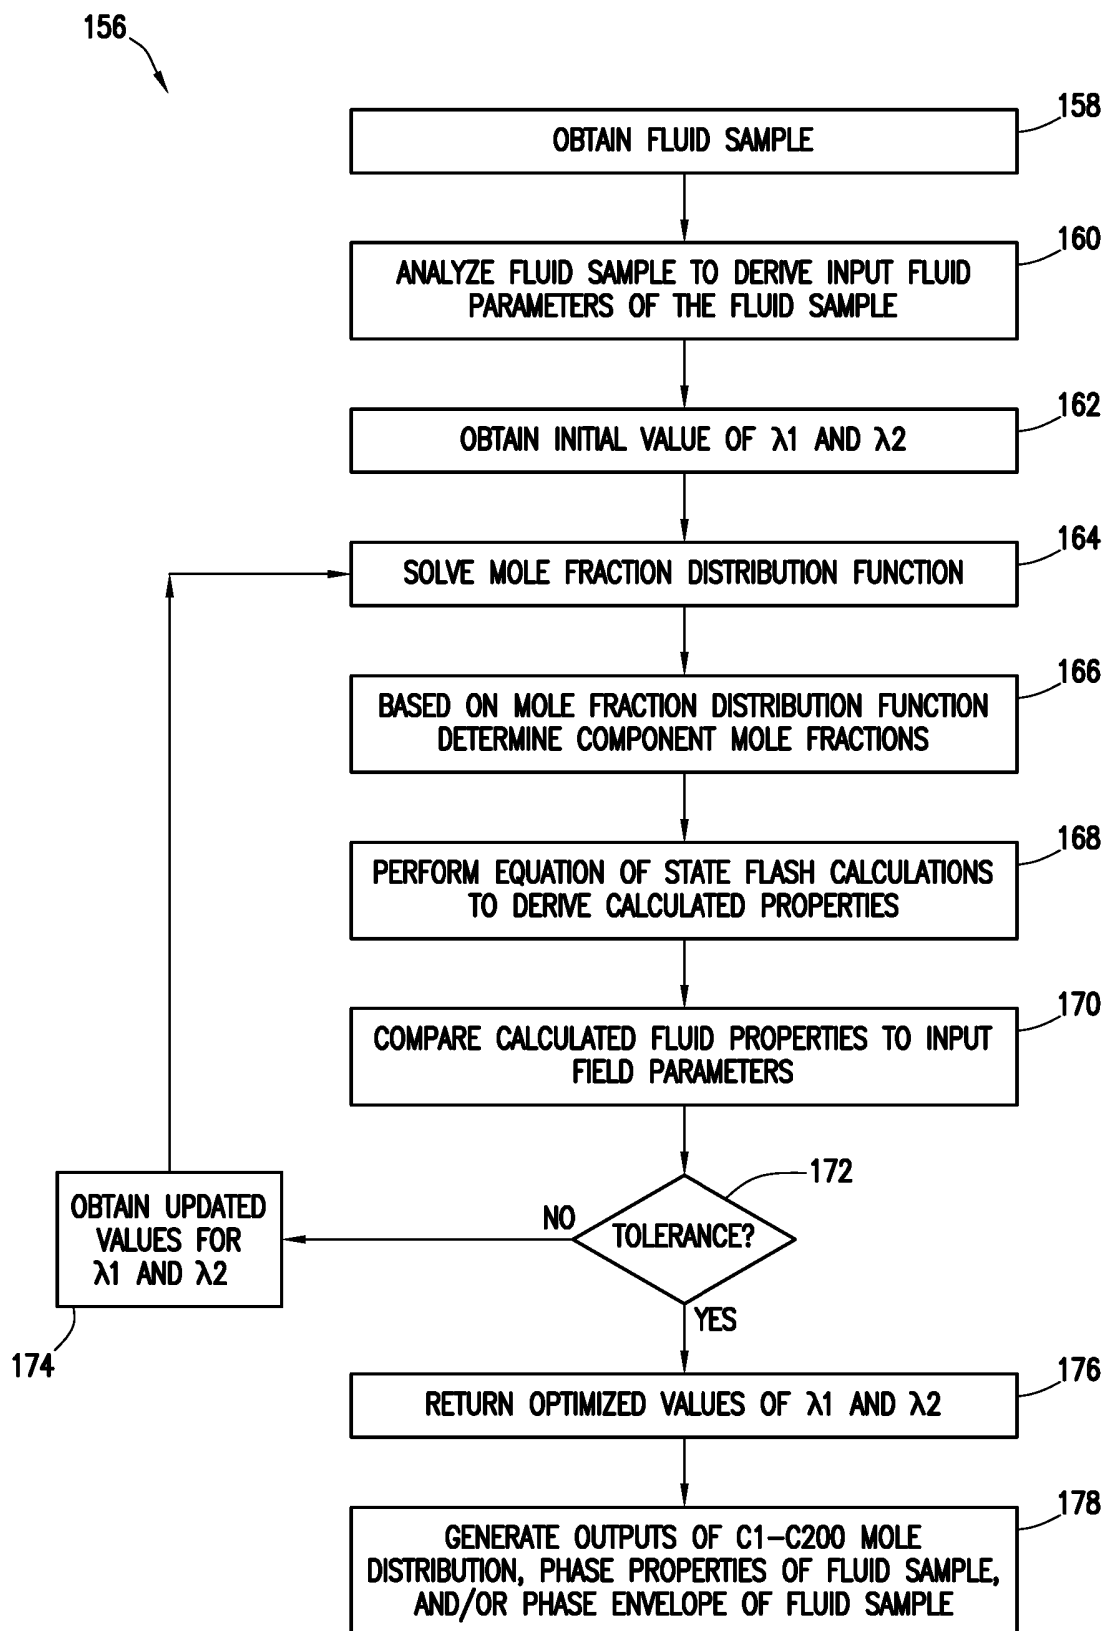 156
158
OBTAIN FLUID SAMPLE
160
ANALYZE FLUID SAMPLE TO DERIVE INPUT FLUID
PARAMETERS OF THE FLUID SAMPLE
162
OBTAIN INITIAL VALUE OF λ1 AND λ2
164
SOLVE MOLE FRACTION DISTRIBUTION FUNCTION
166
BASED ON MOLE FRACTION DISTRIBUTION FUNCTION
DETERMINE COMPONENT MOLE FRACTIONS
168
PERFORM EQUATION OF STATE FLASH CALCULATIONS
TO DERIVE CALCULATED PROPERTIES
170
COMPARE CALCULATED FLUID PROPERTIES TO INPUT
FIELD PARAMETERS
172
TOLERANCE?
NO
OBTAIN UPDATED
VALUES FOR
λ1 AND λ2
174
YES
176
RETURN OPTIMIZED VALUES OF λ1 AND λ2
178
GENERATE OUTPUTS OF C1-C200 MOLE
DISTRIBUTION, PHASE PROPERTIES OF FLUID SAMPLE,
AND/OR PHASE ENVELOPE OF FLUID SAMPLE